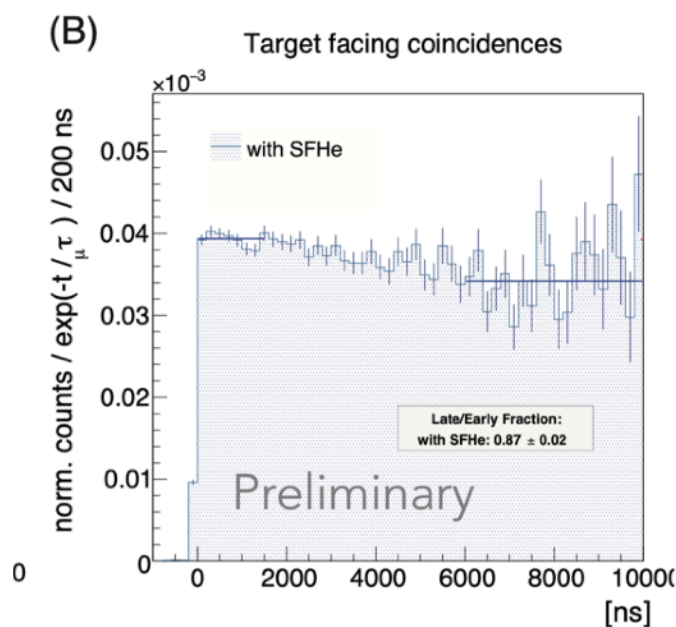 (B)
Target facing coincidences
×10⁻³
norm. counts / exp(-t / τ_μ) / 200 ns
0.05
0.04
0.03
0.02
0.01
0
with SFHe
Late/Early Fraction:
with SFHe: 0.87 ± 0.02
Preliminary
0
0 2000 4000 6000 8000 1000
[ns]